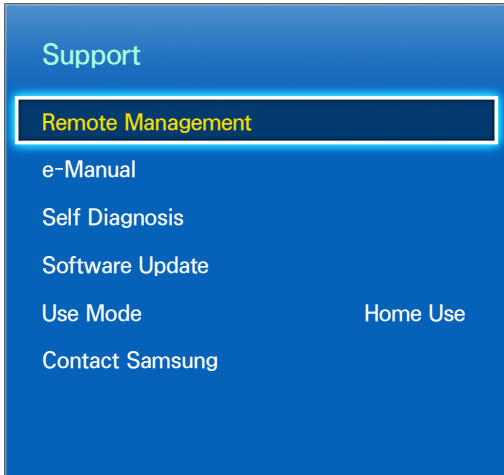 Support
Remote Management
e-Manual
Self Diagnosis
Software Update
Use Mode Home Use
Contact Samsung